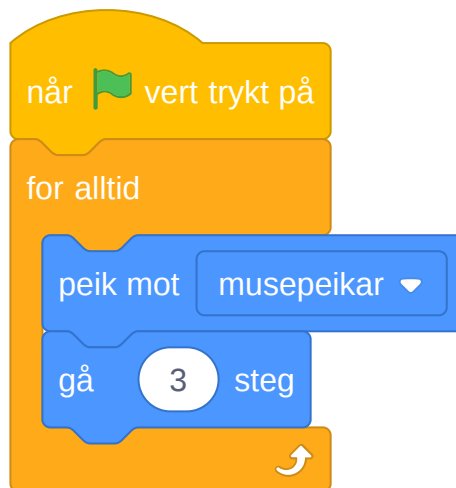 når vert trykt på
for alltid
peik mot musepeikar
gå 3 steg